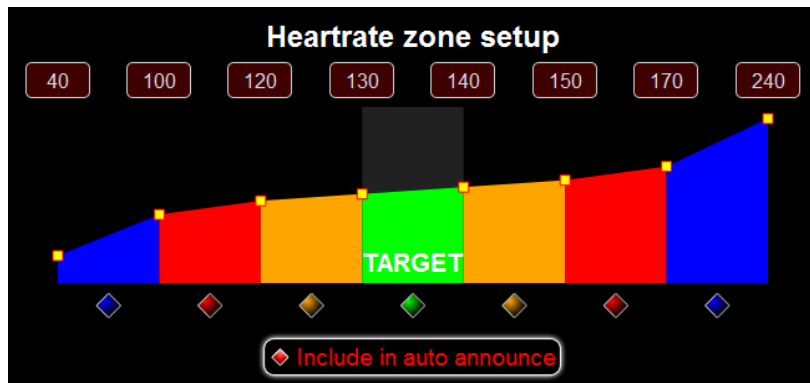 Heartrate zone setup
40 100 120 130 140 150 170 240
TARGET
Include in auto announce